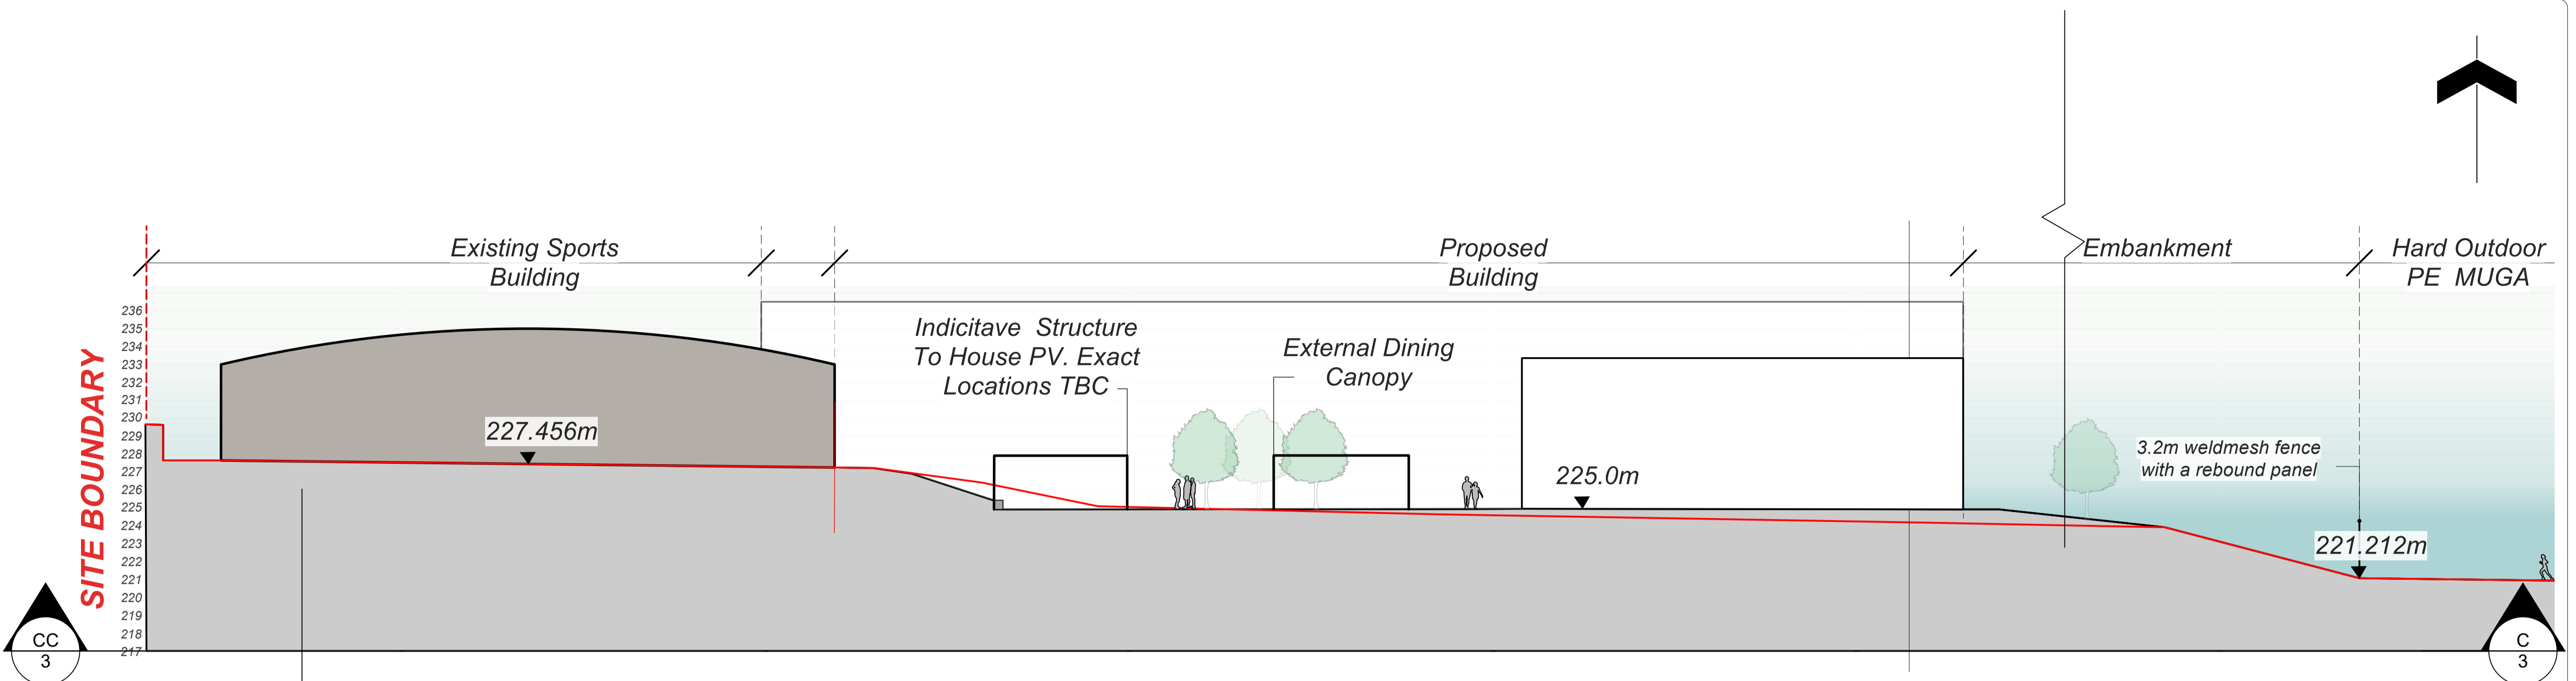 Existing Sports
Building
Proposed
Building
Embankment
Hard Outdoor
PE MUGA
SITE BOUNDARY
236
235
234
233
232
231
230
229
228
227
226
225
224
223
222
221
220
219
218
217
Indicitave Structure
To House PV. Exact
Locations TBC
External Dining
Canopy
227.456m
225.0m
3.2m weldmesh fence
with a rebound panel
221.212m
CC
3
C
3